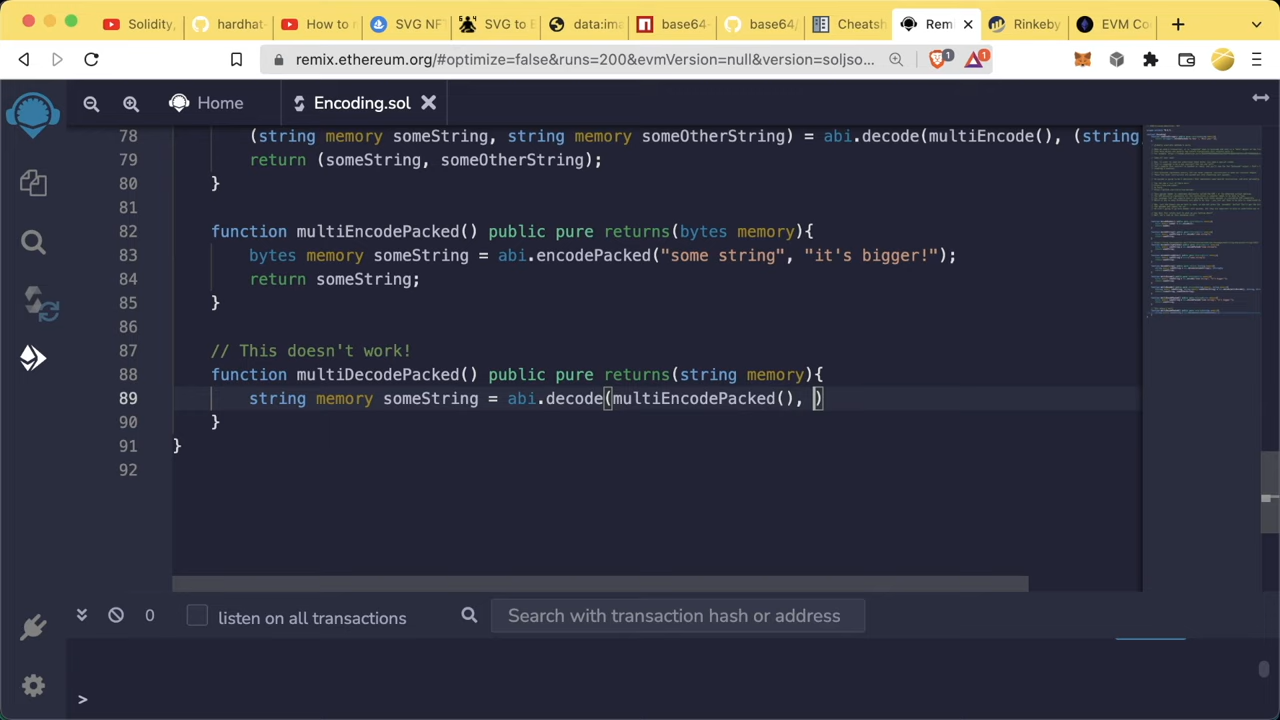 Solidity,
hardhat-
How to
SVG NF
SVG to
data:ima
base64-
base64/
Cheatsh
Remi
Rinkeby
EVM Co
remix.ethereum.org/#optimize=false&runs=200&evmVersion=null&version=soljso...
1
1
Home
Encoding.sol
78 (string memory someString, string memory someOtherString) = abi.decode(multiEncode(), (string
79 return (someString, someOtherString);
80 }
81
82 function multiEncodePacked() public pure returns(bytes memory){
83 bytes memory someString = abi.encodePacked("some string", "it's bigger!");
84 return someString;
85 }
86
87 // This doesn't work!
88 function multiDecodePacked() public pure returns(string memory){
89 string memory someString = abi.decode(multiEncodePacked(), )
90 }
91 }
92
0
listen on all transactions
Search with transaction hash or address
>